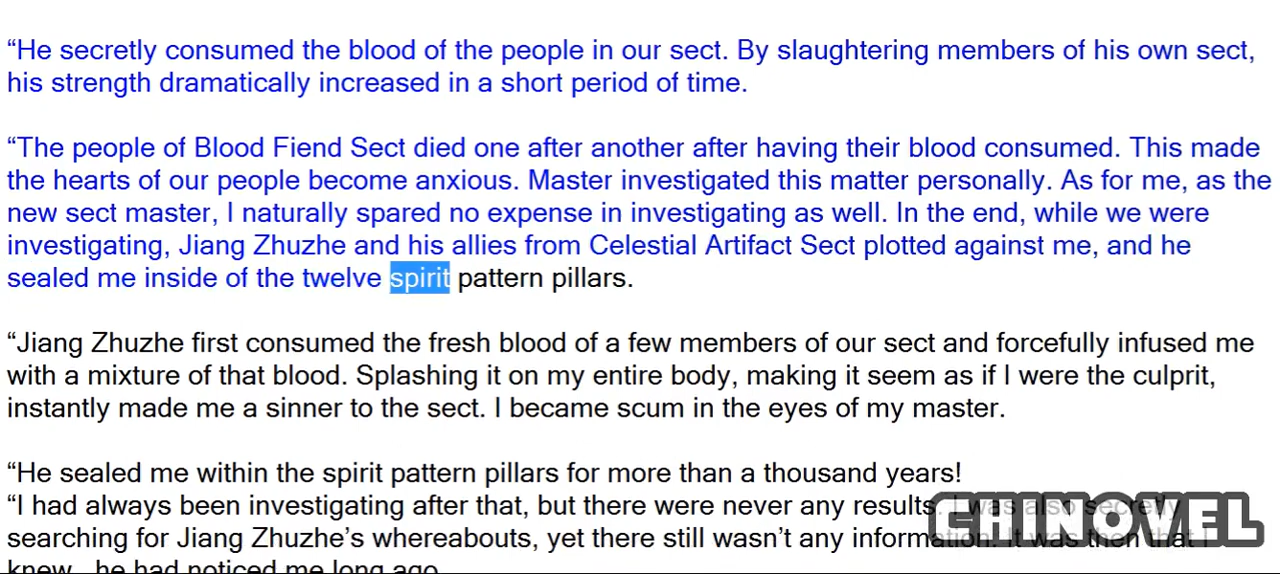 “He secretly consumed the blood of the people in our sect. By slaughtering members of his own sect,
his strength dramatically increased in a short period of time.
“The people of Blood Fiend Sect died one after another after having their blood consumed. This made
the hearts of our people become anxious. Master investigated this matter personally. As for me, as the
new sect master, I naturally spared no expense in investigating as well. In the end, while we were
investigating, Jiang Zhuzhe and his allies from Celestial Artifact Sect plotted against me, and he
sealed me inside of the twelve spirit pattern pillars.
“Jiang Zhuzhe first consumed the fresh blood of a few members of our sect and forcefully infused me
with a mixture of that blood. Splashing it on my entire body, making it seem as if I were the culprit,
instantly made me a sinner to the sect. I became scum in the eyes of my master.
“He sealed me within the spirit pattern pillars for more than a thousand years!
“I had always been investigating after that, but there were never any results. I was also secretly
searching for Jiang Zhuzhe’s whereabouts, yet there still wasn’t any information. It was then that I
knew he had noticed me long ago
CHINOVEL